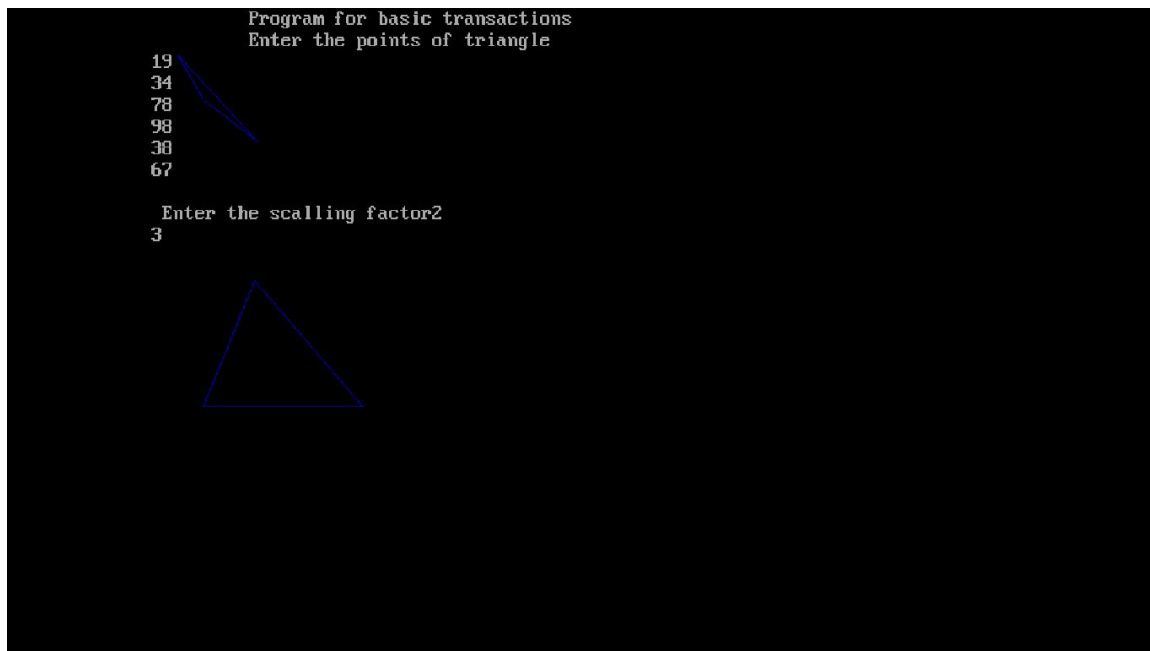 Program for basic transactions
Enter the points of triangle
19
34
78
98
38
67
Enter the scalling factor2
3